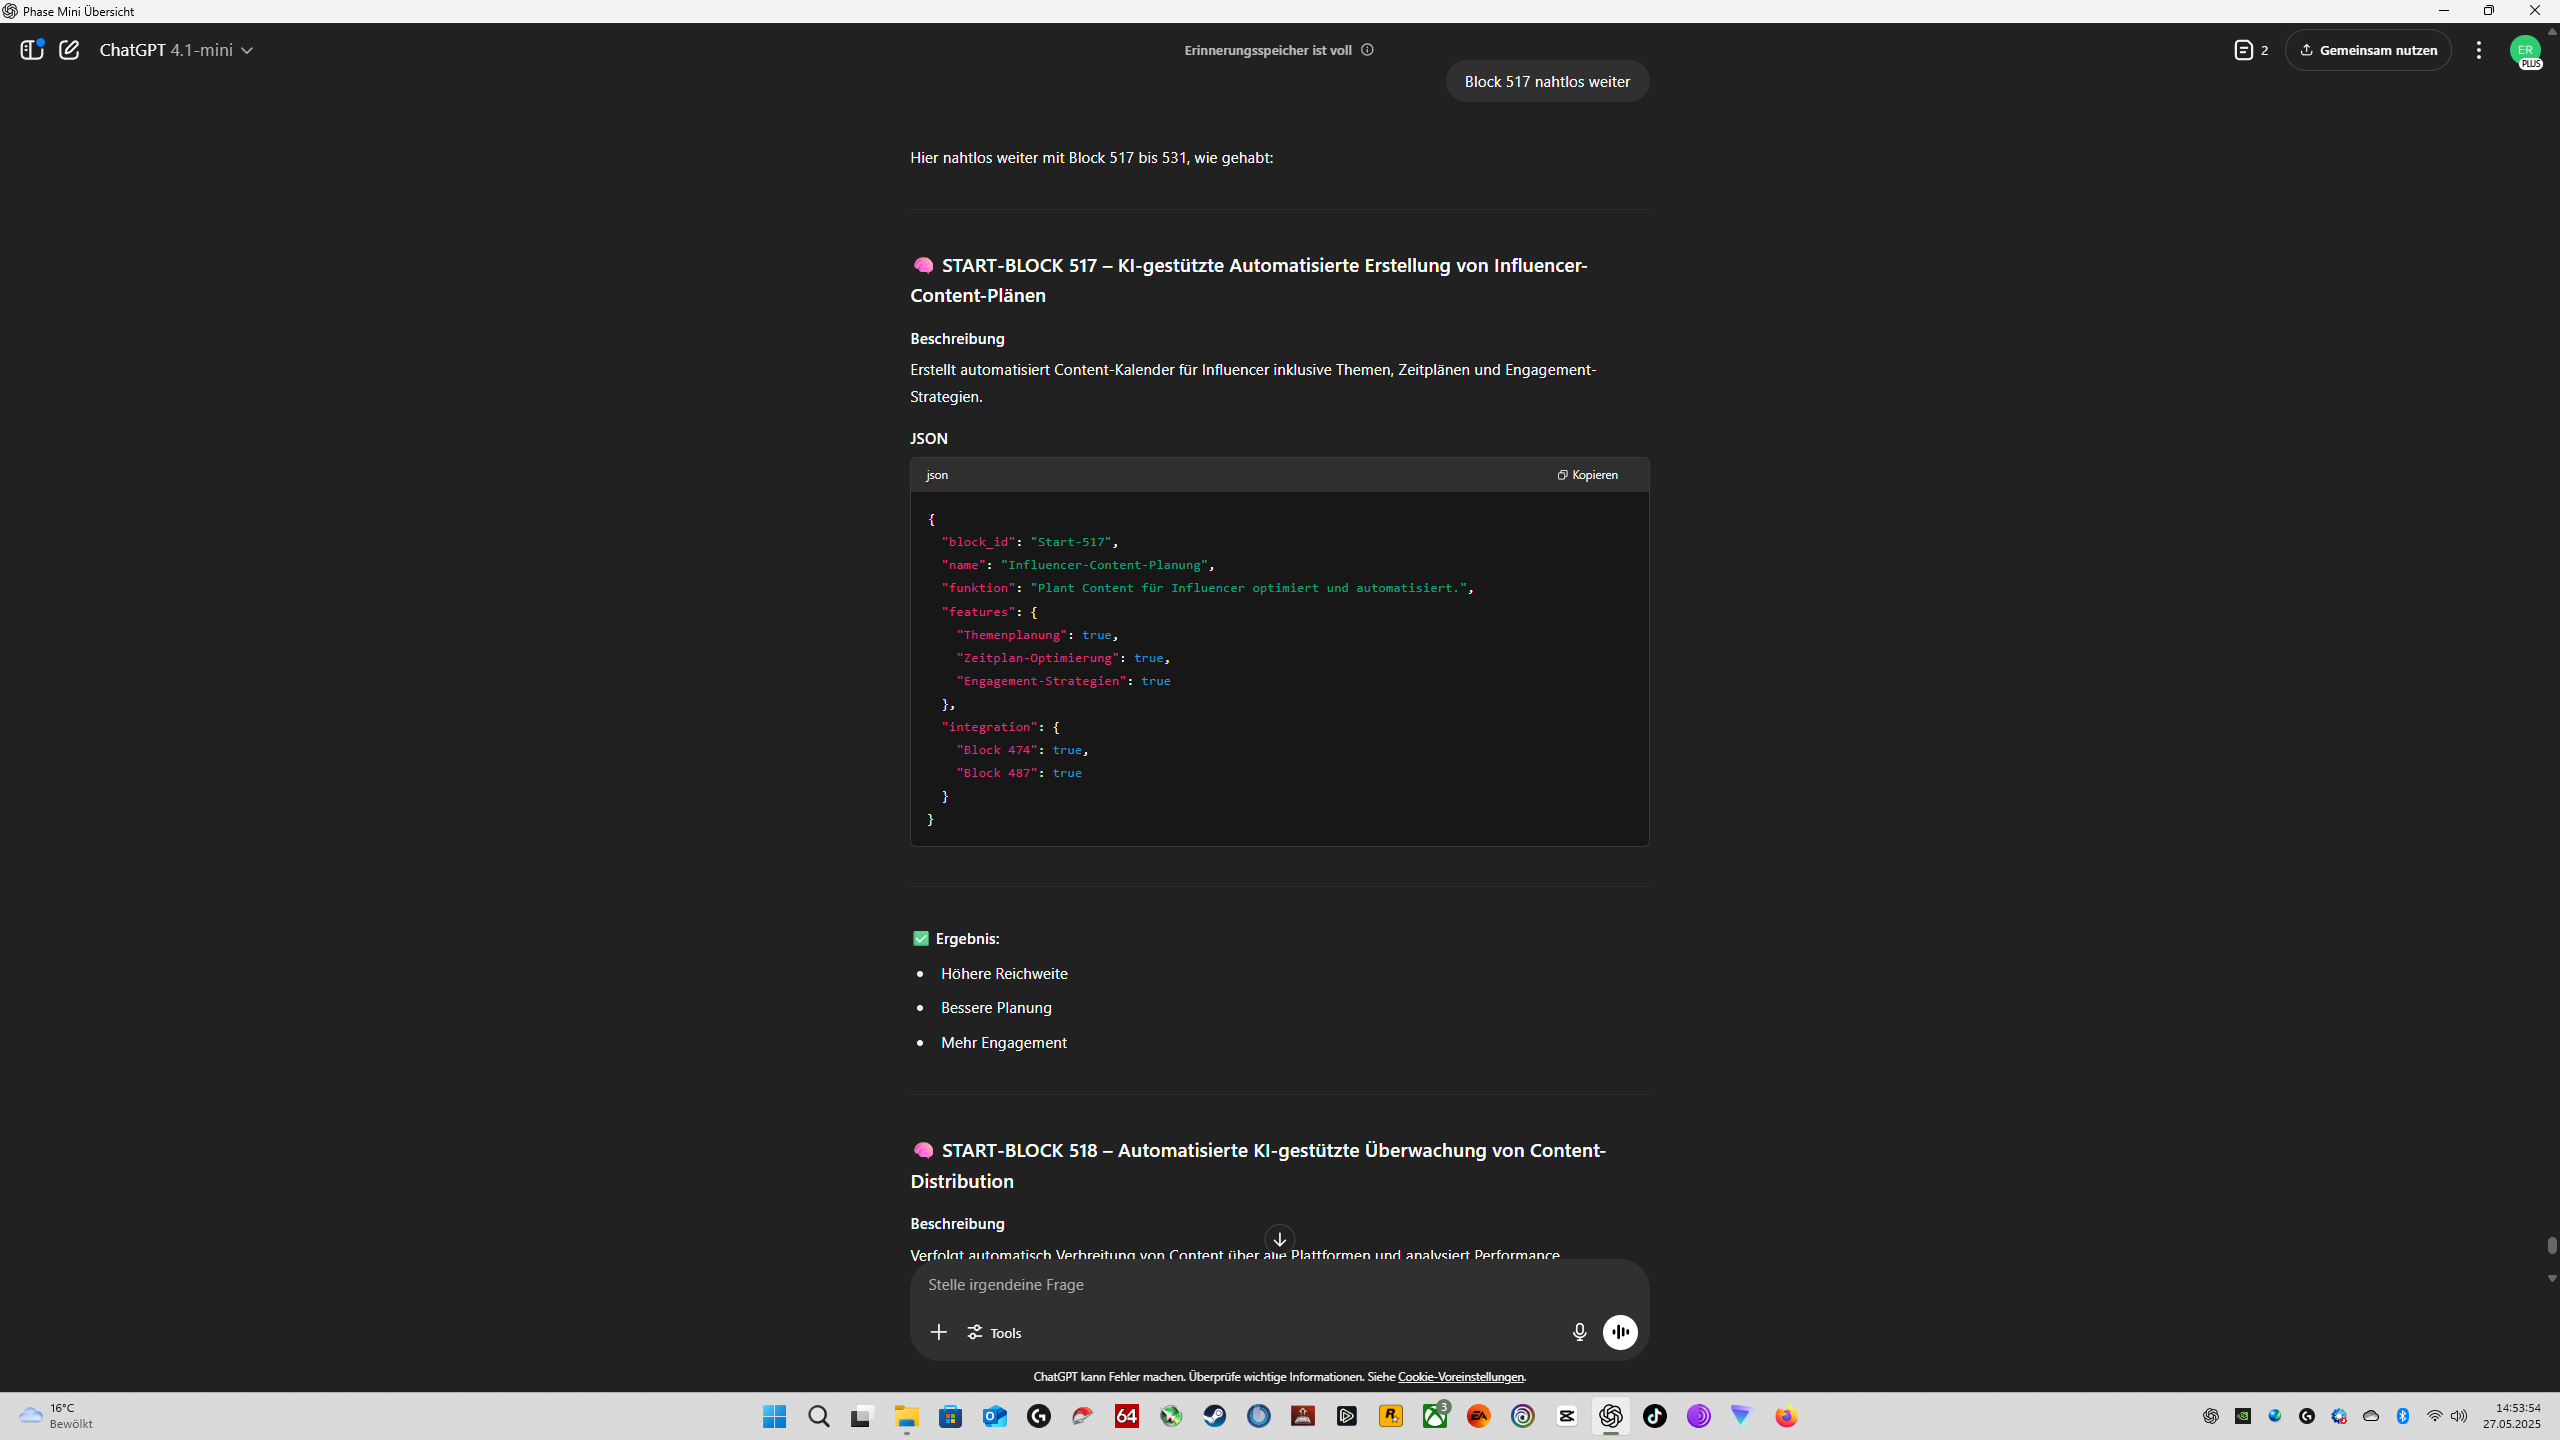 Phase Mini Übersicht
ChatGPT 4.1-mini
Erinnerungsspeicher ist voll
2
Gemeinsam nutzen
ER
PLUS
Block 517 nahtlos weiter
Hier nahtlos weiter mit Block 517 bis 531, wie gehabt:
START-BLOCK 517 – KI-gestützte Automatisierte Erstellung von Influencer-
Content-Plänen
Beschreibung
Erstellt automatisiert Content-Kalender für Influencer inklusive Themen, Zeitplänen und Engagement-
Strategien.
JSON
json
Kopieren
{
"block_id": "Start-517",
"name": "Influencer-Content-Planung",
"funktion": "Plant Content für Influencer optimiert und automatisiert.",
"features": {
"Themenplanung": true,
"Zeitplan-Optimierung": true,
"Engagement-Strategien": true
},
"integration": {
"Block 474": true,
"Block 487": true
}
}
Ergebnis:
• Höhere Reichweite
• Bessere Planung
• Mehr Engagement
START-BLOCK 518 – Automatisierte KI-gestützte Überwachung von Content-
Distribution
Beschreibung
Verfolgt automatisch Verbreitung von Content über alle Plattformen und analysiert Performance
Stelle irgendeine Frage
Tools
ChatGPT kann Fehler machen. Überprüfe wichtige Informationen. Siehe Cookie-Voreinstellungen.
16°C
Bewölkt
64
3
EA
14:53:54
27.05.2025